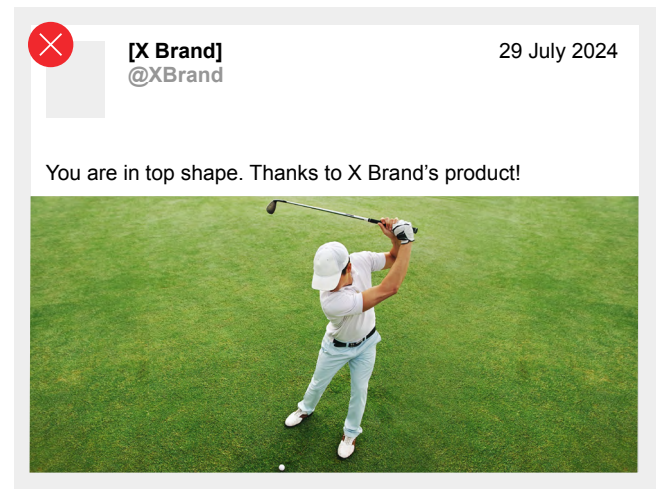 [X Brand]
29 July 2024
@XBrand
You are in top shape. Thanks to X Brand’s product!